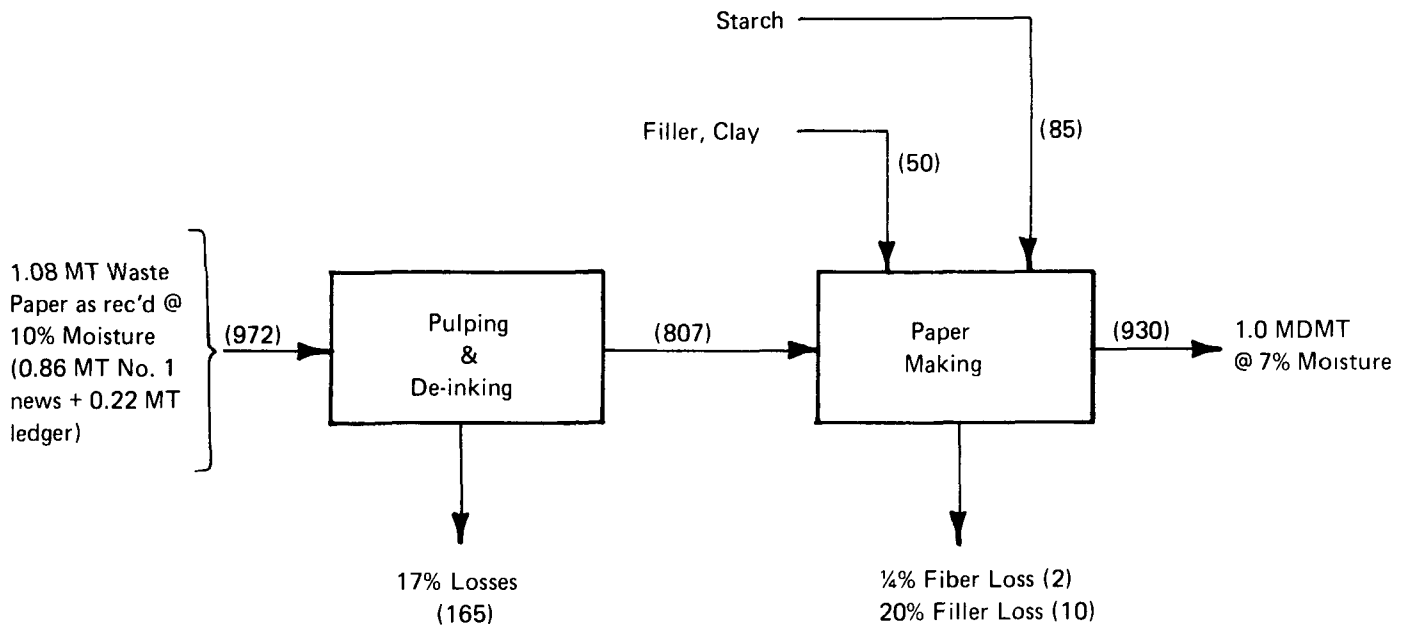 Starch
(85)
Filler, Clay
(50)
1.08 MT Waste
Paper as rec'd @
10% Moisture
(0.86 MT No. 1
news + 0.22 MT
ledger)
(972)
Pulping
&
De-inking
(807)
Paper
Making
(930)
1.0 MDMT
@ 7% Moisture
17% Losses
(165)
¼% Fiber Loss (2)
20% Filler Loss (10)